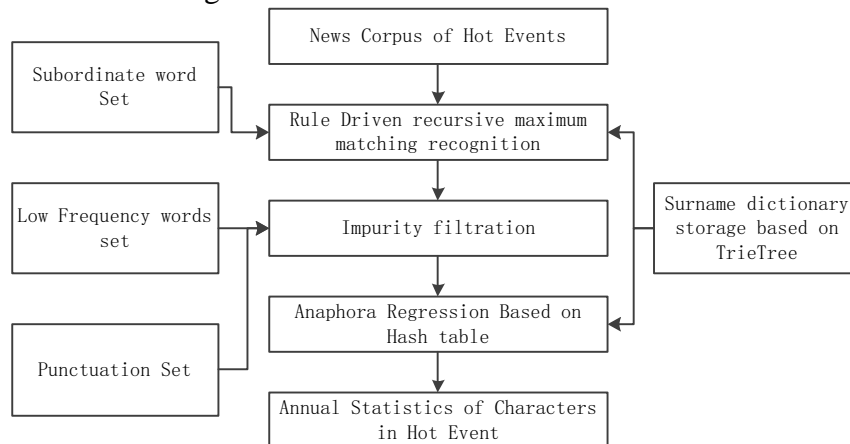 News Corpus of Hot Events
Subordinate word
Set
Rule Driven recursive maximum
matching recognition
Low Frequency words
set
Impurity filtration
Surname dictionary
storage based on
TrieTree
Anaphora Regression Based on
Hash table
Punctuation Set
Annual Statistics of Characters
in Hot Event